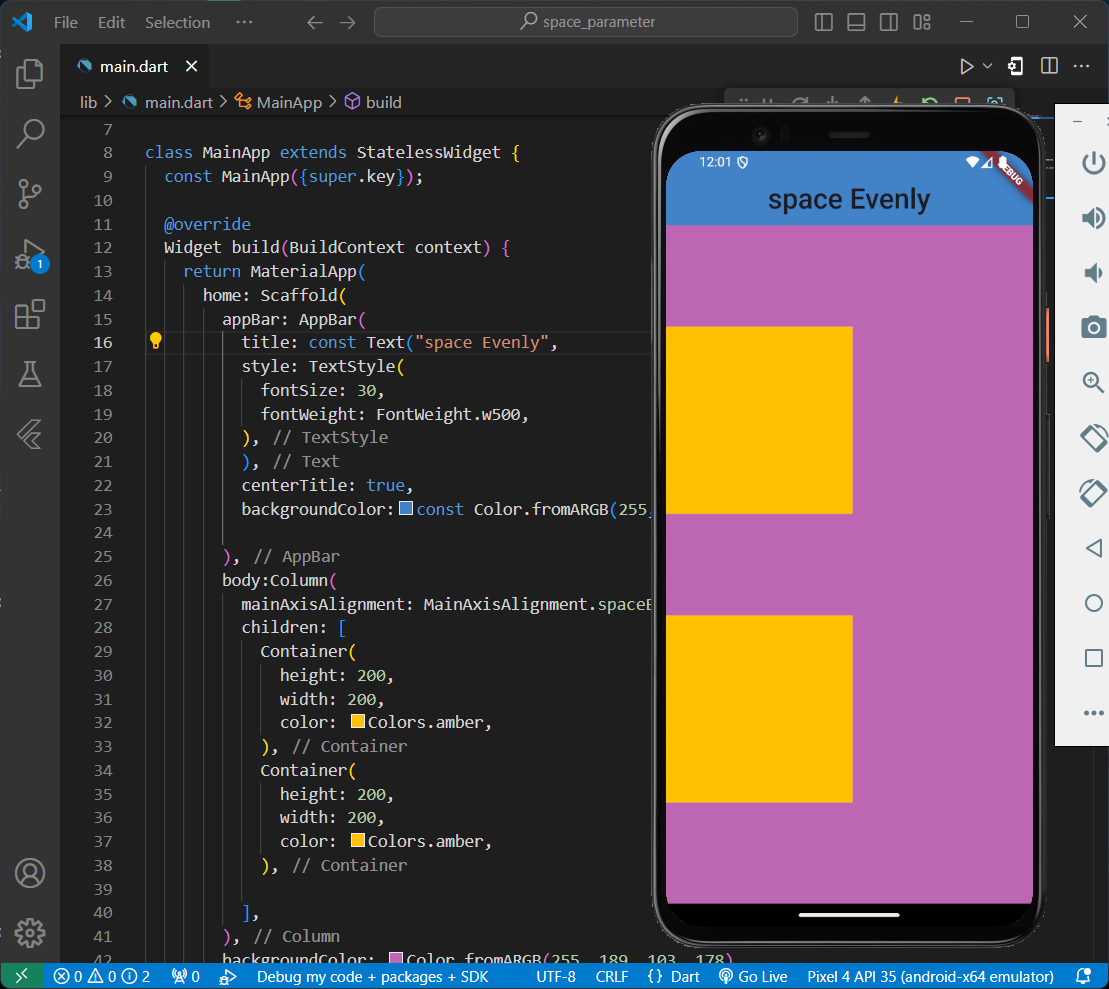 File Edit Selection ··· space_parameter
main.dart
lib > main.dart > MainApp > build
7
8 class MainApp extends StatelessWidget {
9 const MainApp({super.key});
10
11 @override
12 Widget build(BuildContext context) {
13 return MaterialApp(
14 home: Scaffold(
15 appBar: AppBar(
16 title: const Text("space Evenly",
17 style: TextStyle(
18 fontSize: 30,
19 fontWeight: FontWeight.w500,
20 ), // TextStyle
21 ), // Text
22 centerTitle: true,
23 backgroundColor: const Color.fromARGB(255,
24
25 ), // AppBar
26 body:Column(
27 mainAxisAlignment: MainAxisAlignment.spaceE
28 children: [
29 Container(
30 height: 200,
31 width: 200,
32 color: Colors.amber,
33 ), // Container
34 Container(
35 height: 200,
36 width: 200,
37 color: Colors.amber,
38 ), // Container
39
40 ],
41 ), // Column
42 backgroundColor: Color.fromARGB(255, 189, 103, 178)
12:01
DEBUG
space Evenly
1
0 0 2 0 Debug my code + packages + SDK UTF-8 CRLF {} Dart Go Live Pixel 4 API 35 (android-x64 emulator)